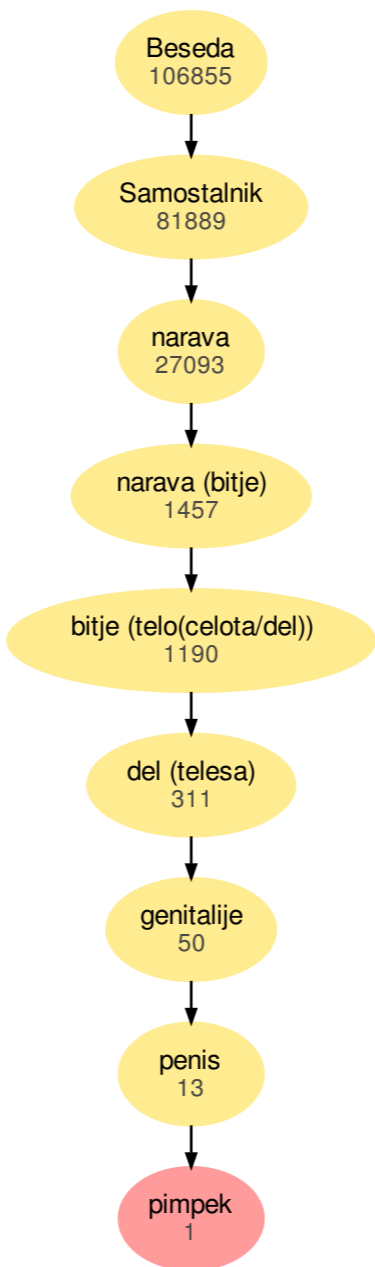 Beseda
106855
Samostalnik
81889
narava
27093
narava (bitje)
1457
bitje (telo(celota/del))
1190
del (telesa)
311
genitalije
50
penis
13
pimpek
1